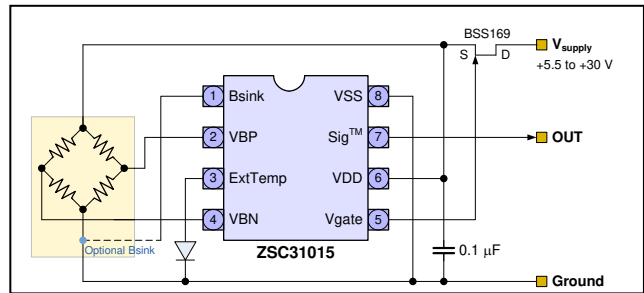 BSS169
S D
Vsupply
+5.5 to +30 V
1 Bsink VSS 8
2 VBP Sig™ 7
OUT
3 ExtTemp VDD 6
4 VBN Vgate 5
Optional Bsink
ZSC31015
0.1 μF
Ground